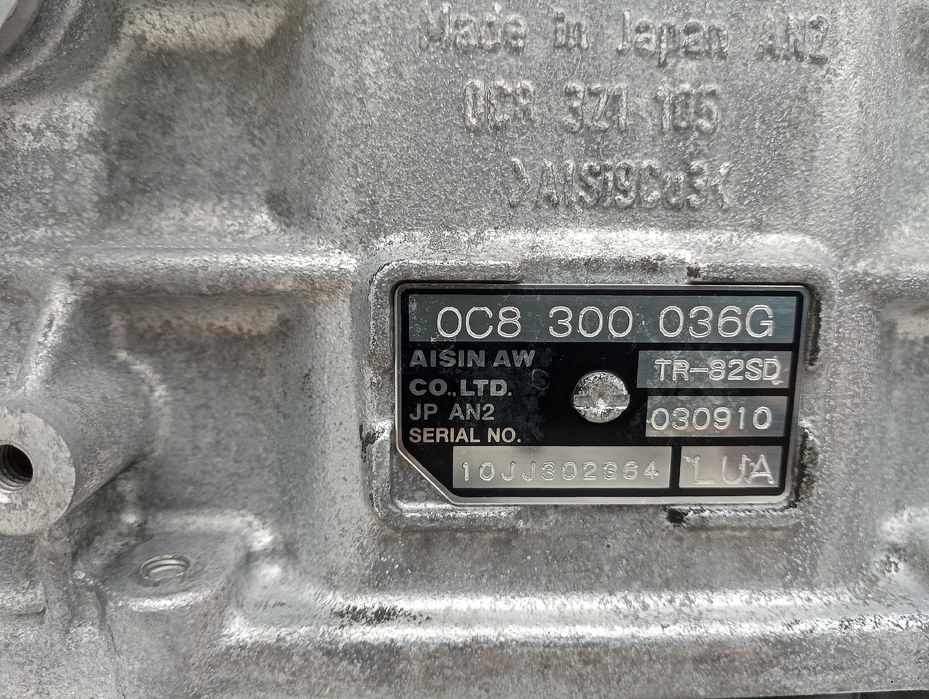 Made in Japan AN2
0C8 321 105
>AlSi9Cu3<
0C8 300 036G
AISIN AW
CO.,LTD.
TR-82SD
JP AN2
030910
SERIAL NO.
10JJ302364
LUA